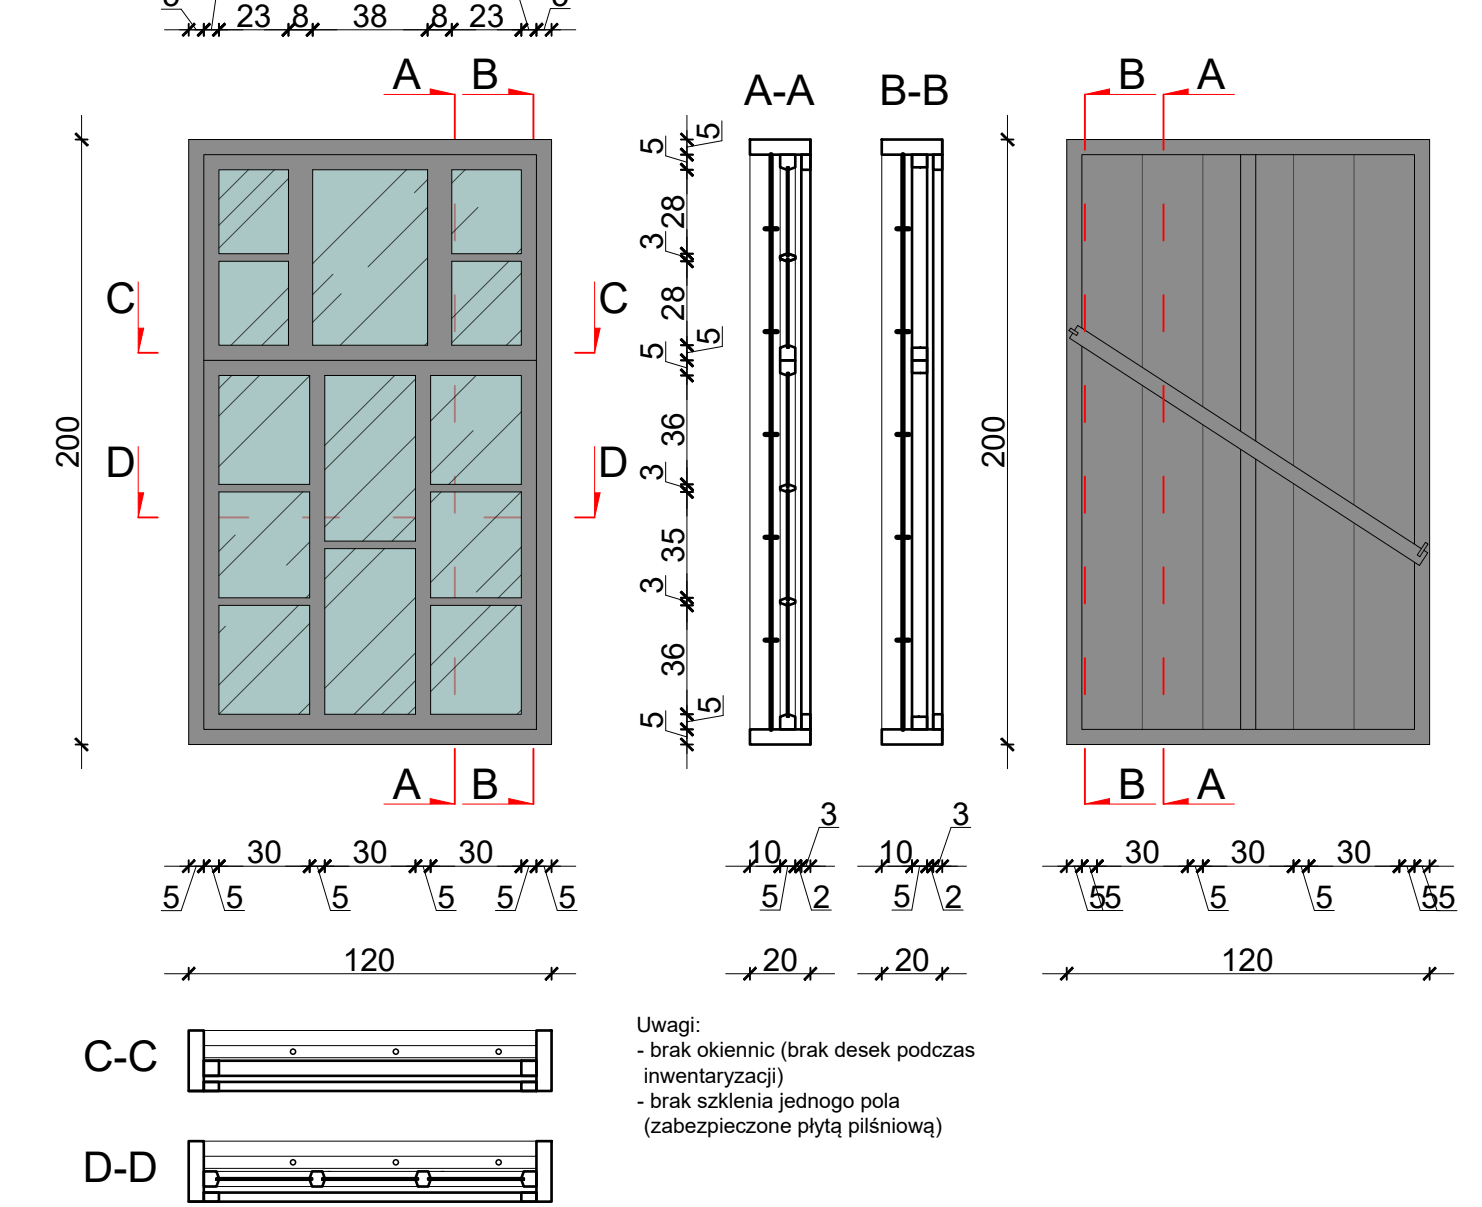 23 8 38 8 23
A B A-A B-B B A
5 5
28
3
28
5 5
36
3
35
3
36
5 5
C C
200 200
D D
A B B A
3 3
30 30 30 10 10 30 30 30
5 5 5 5 5 5 5 2 5 2 55 5 5 55
120 20 20 120
C-C
D-D
Uwagi:
- brak okiennic (brak desek podczas
inwentaryzacji)
- brak szklenia jednogo pola
(zabezpieczone płytą pilśniową)